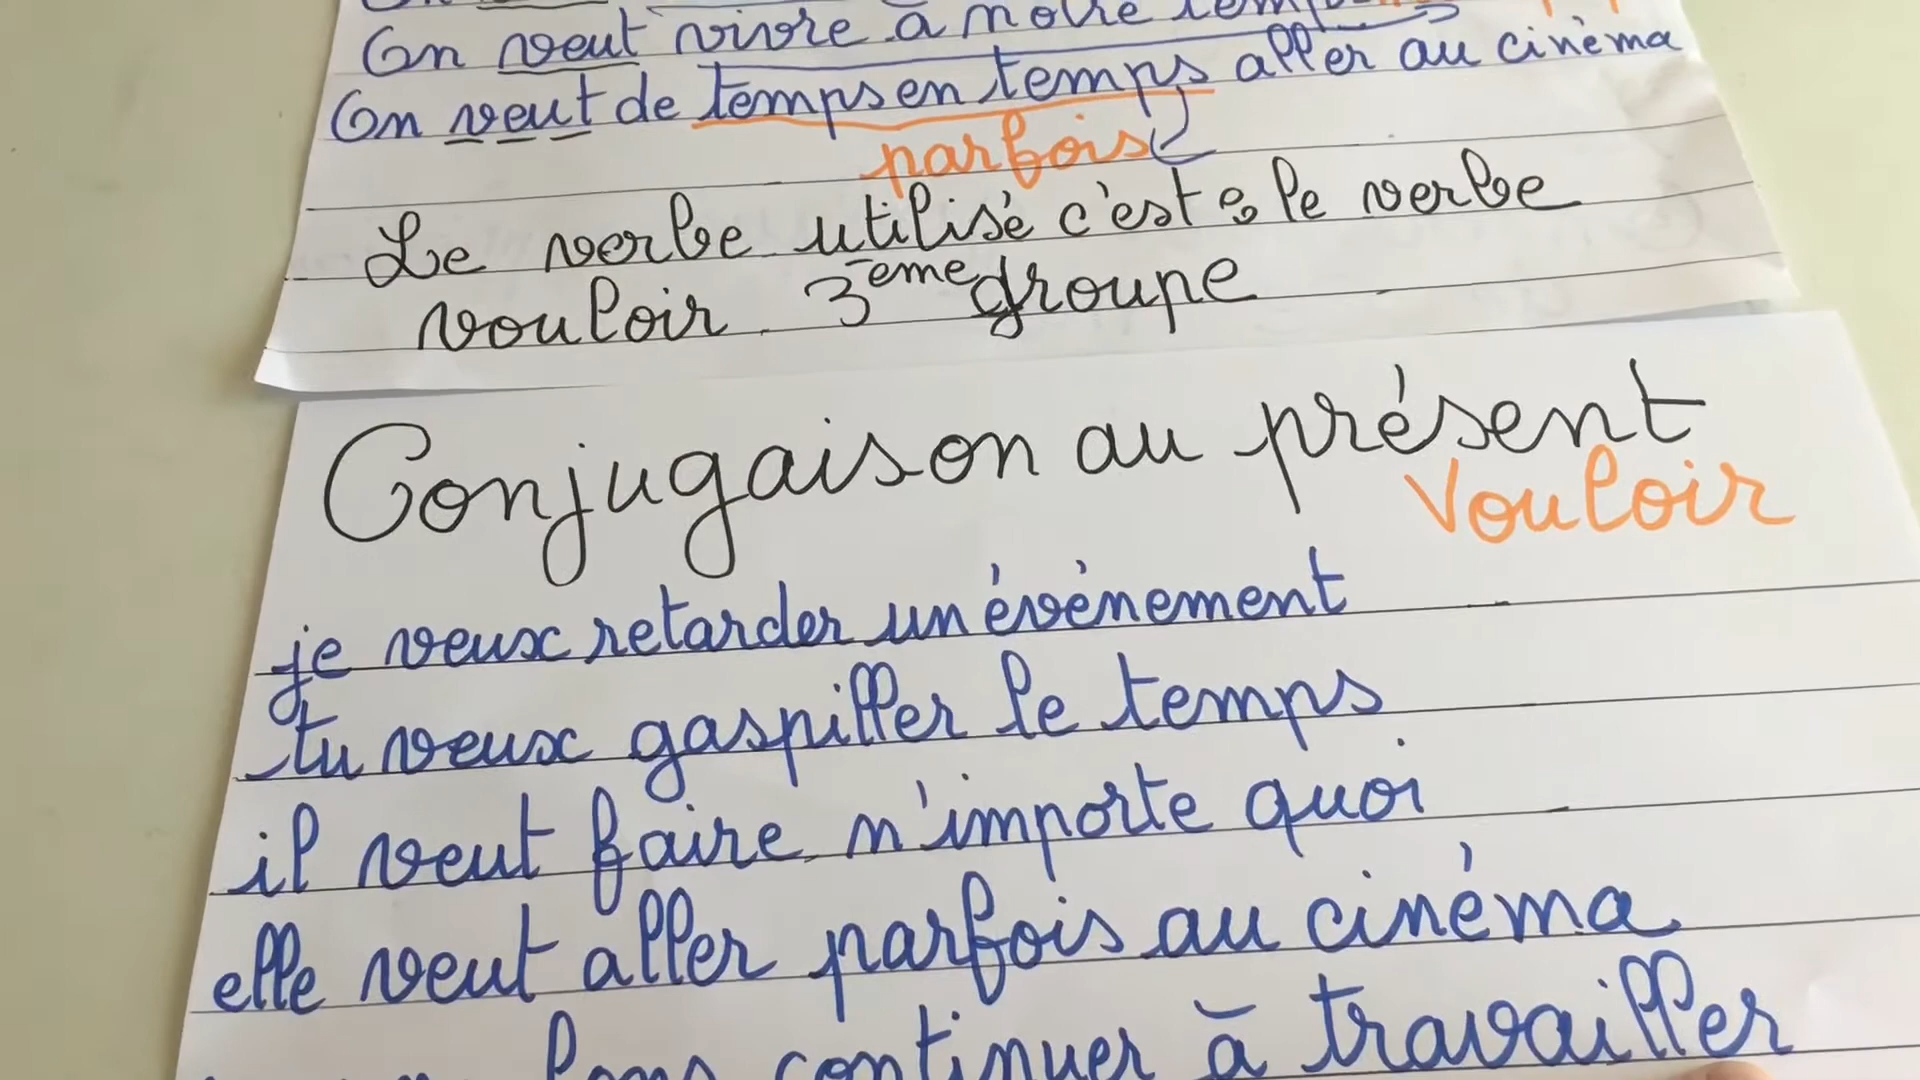 On veut vivre à notre
On veut de temps en temps aller au cinèma
parfois
Le verbe utilisé c'est : le verbe
vouloir 3ème groupe
Conjugaison au présent
Vouloir
je veux retarder un évènement
tu veux gaspiller le temps
il veut faire n'importe quoi
elle veut aller parfois au cinéma
continuer à travailler